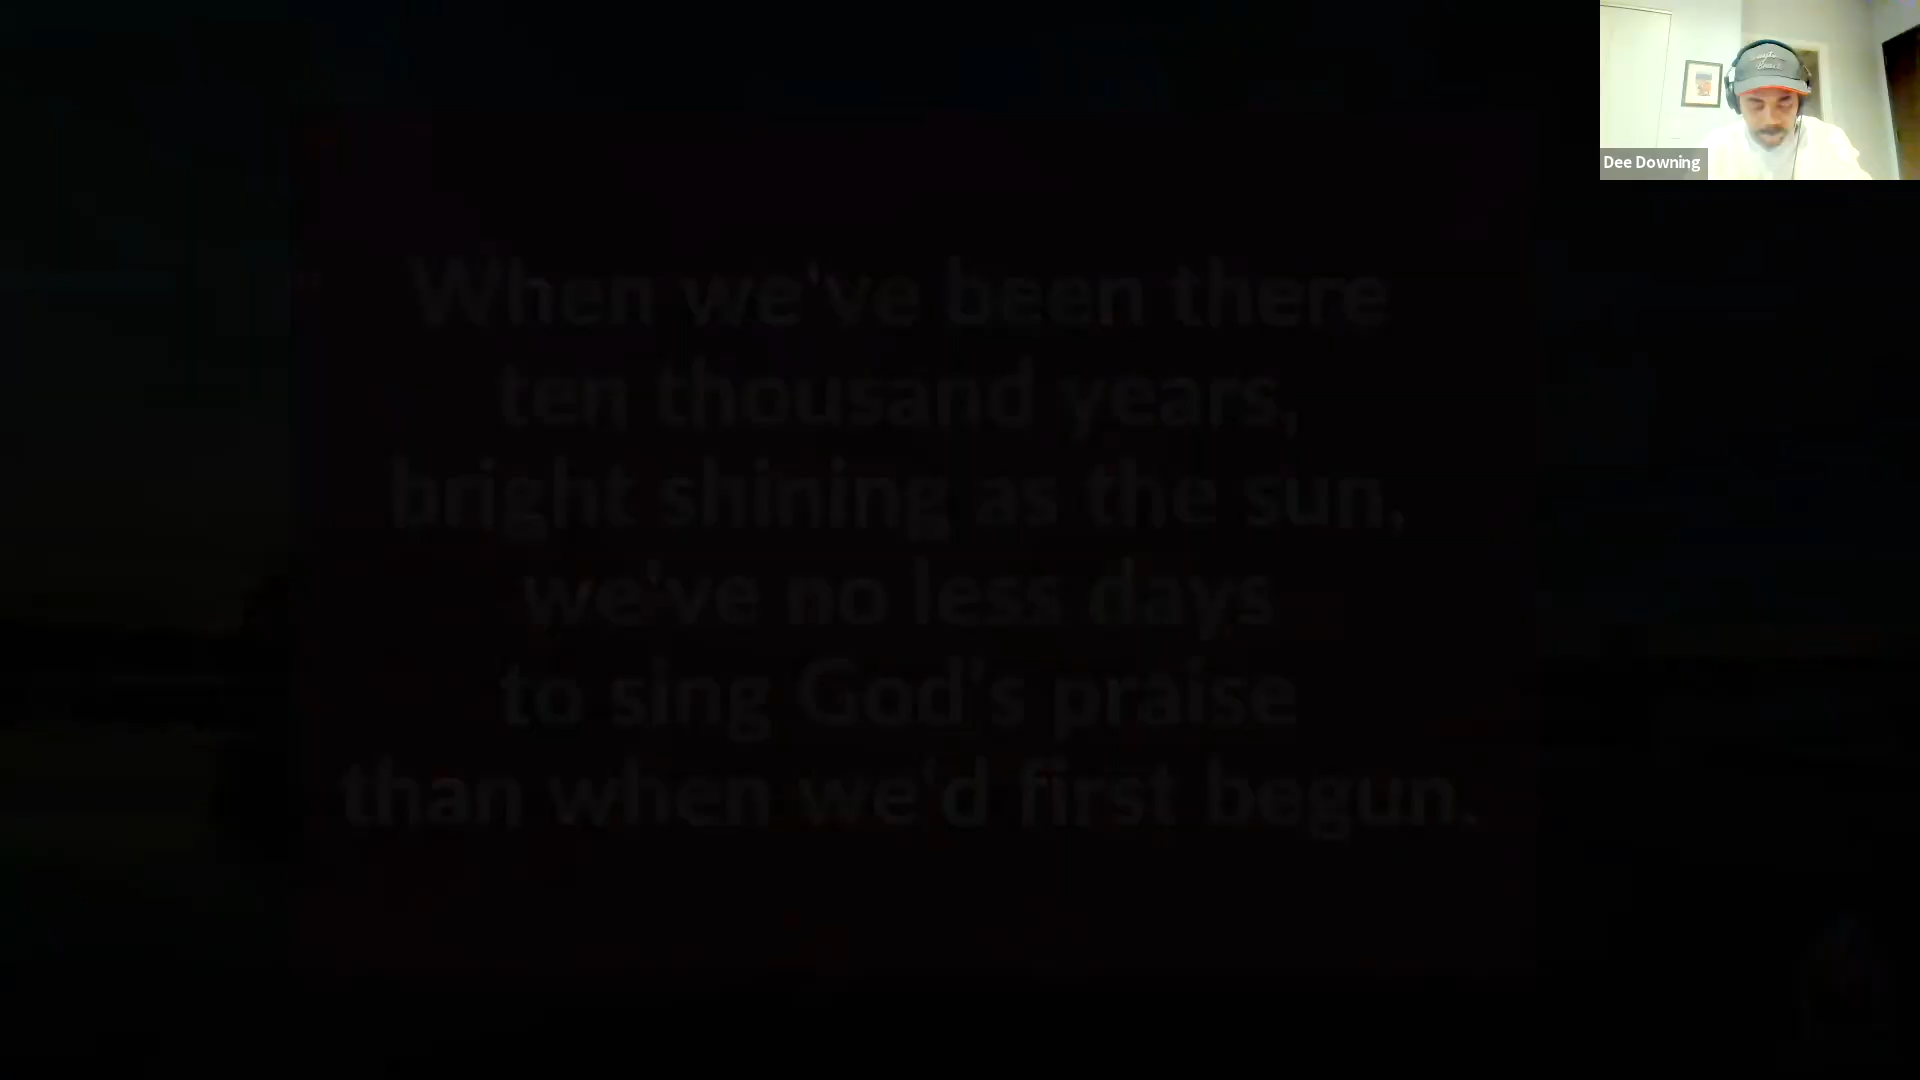 When we've been there
ten thousand years,
bright shining as the sun,
we've no less days
to sing God's praise
than when we'd first begun.
Dee Downing